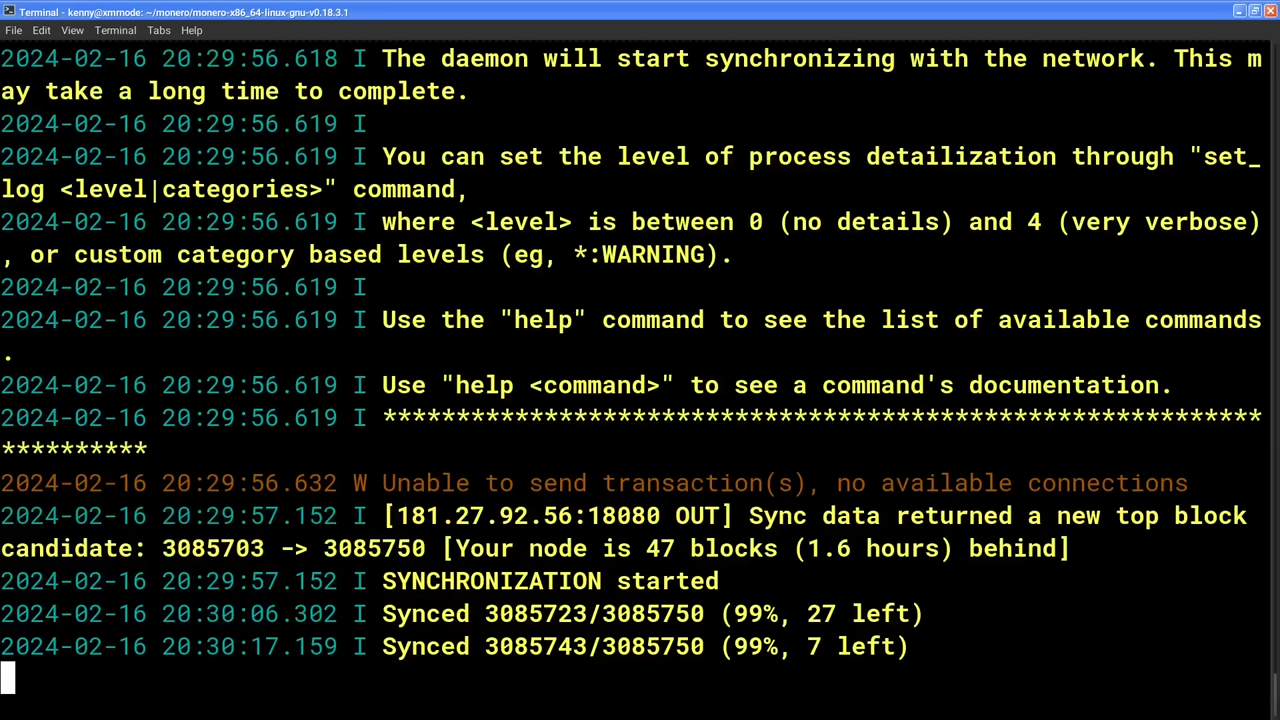 Terminal - kenny@xmrnode: ~/monero/monero-x86_64-linux-gnu-v0.18.3.1
File Edit View Terminal Tabs Help
2024-02-16 20:29:56.618 I The daemon will start synchronizing with the network. This m
ay take a long time to complete.
2024-02-16 20:29:56.619 I
2024-02-16 20:29:56.619 I You can set the level of process detailization through "set_
log <level|categories>" command,
2024-02-16 20:29:56.619 I where <level> is between 0 (no details) and 4 (very verbose)
, or custom category based levels (eg, *:WARNING).
2024-02-16 20:29:56.619 I
2024-02-16 20:29:56.619 I Use the "help" command to see the list of available commands
.
2024-02-16 20:29:56.619 I Use "help <command>" to see a command's documentation.
2024-02-16 20:29:56.619 I ************************************************************
**********
2024-02-16 20:29:56.632 W Unable to send transaction(s), no available connections
2024-02-16 20:29:57.152 I [181.27.92.56:18080 OUT] Sync data returned a new top block
candidate: 3085703 -> 3085750 [Your node is 47 blocks (1.6 hours) behind]
2024-02-16 20:29:57.152 I SYNCHRONIZATION started
2024-02-16 20:30:06.302 I Synced 3085723/3085750 (99%, 27 left)
2024-02-16 20:30:17.159 I Synced 3085743/3085750 (99%, 7 left)